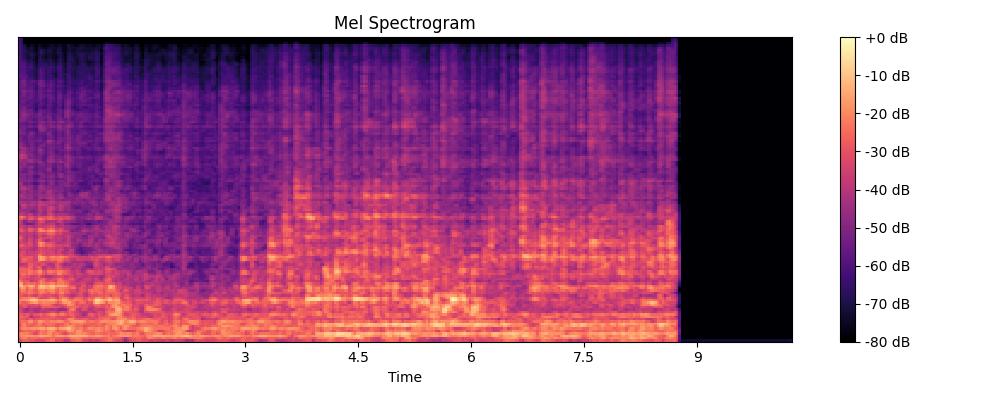 Mel Spectrogram
+0 dB
-10 dB
-20 dB
-30 dB
-40 dB
-50 dB
-60 dB
-70 dB
-80 dB
0 1.5 3 4.5 6 7.5 9
Time